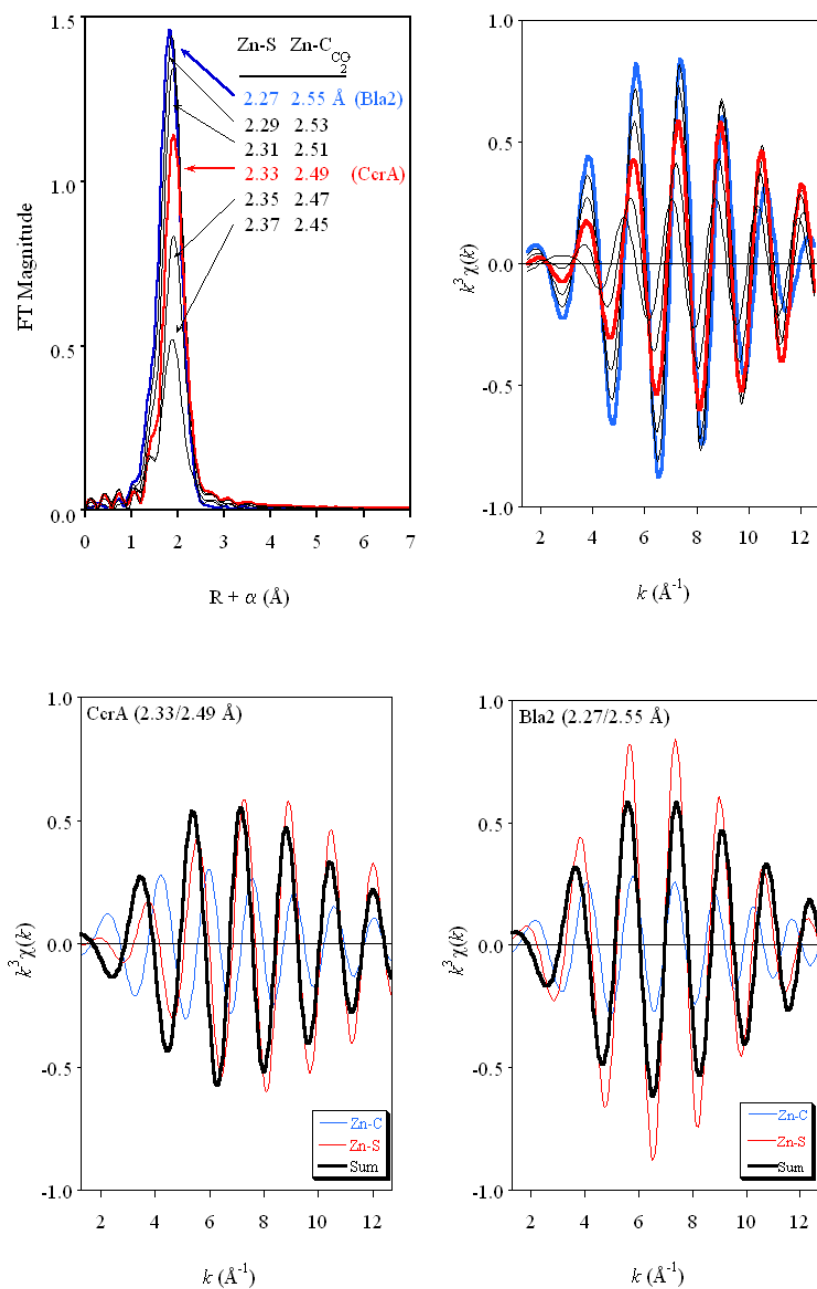 1.5
Zn-S Zn-C CO2
2.27 2.55 Å (Bla2)
2.29 2.53
2.31 2.51
1.0
2.33 2.49 (CcrA)
2.35 2.47
2.37 2.45
FT Magnitude
0.5
0.0
0 1 2 3 4 5 6 7
R + α (Å)
1.0
0.5
k³χ(k)
0.0
-0.5
-1.0
2 4 6 8 10 12
k (Å-1)
1.0
CcrA (2.33/2.49 Å)
0.5
k³χ(k)
0.0
-0.5
Zn-C
Zn-S
Sum
-1.0
2 4 6 8 10 12
k (Å-1)
1.0
Bla2 (2.27/2.55 Å)
0.5
k³χ(k)
0.0
-0.5
Zn-C
Zn-S
Sum
-1.0
2 4 6 8 10 12
k (Å-1)